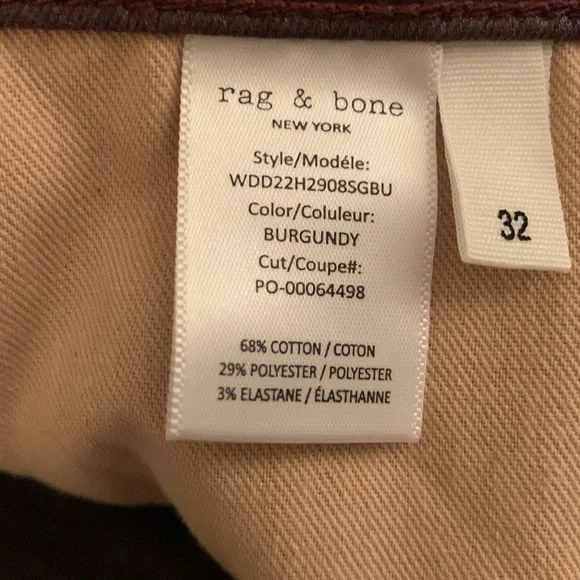 rag & bone
NEW YORK
Style/Modéle:
WDD22H2908SGBU
Color/Coluleur:
BURGUNDY
Cut/Coupe#:
PO-00064498
68% COTTON / COTON
29% POLYESTER / POLYESTER
3% ELASTANE / ÉLASTHANNE
32